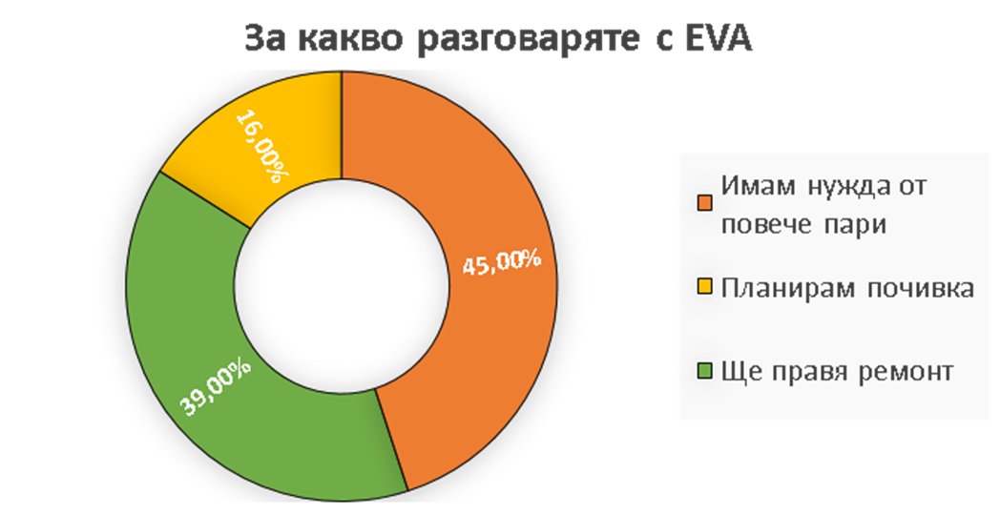 За какво разговаряте с EVA
16,00%
45,00%
39,00%
Имам нужда от
повече пари
Планирам почивка
Ще правя ремонт